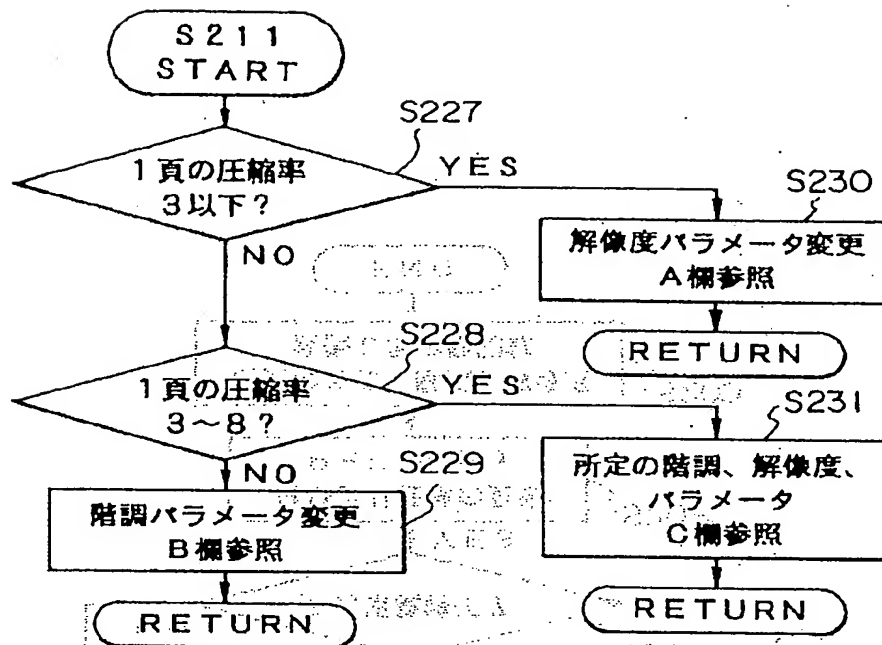 S211
START
S227
1頁の圧縮率
3以下?
YES
NO
S230
解像度パラメータ変更
A欄参照
RETURN
S228
1頁の圧縮率
3~8?
YES
NO
S231
所定の階調、解像度、
パラメータ
C欄参照
RETURN
S229
階調パラメータ変更
B欄参照
RETURN